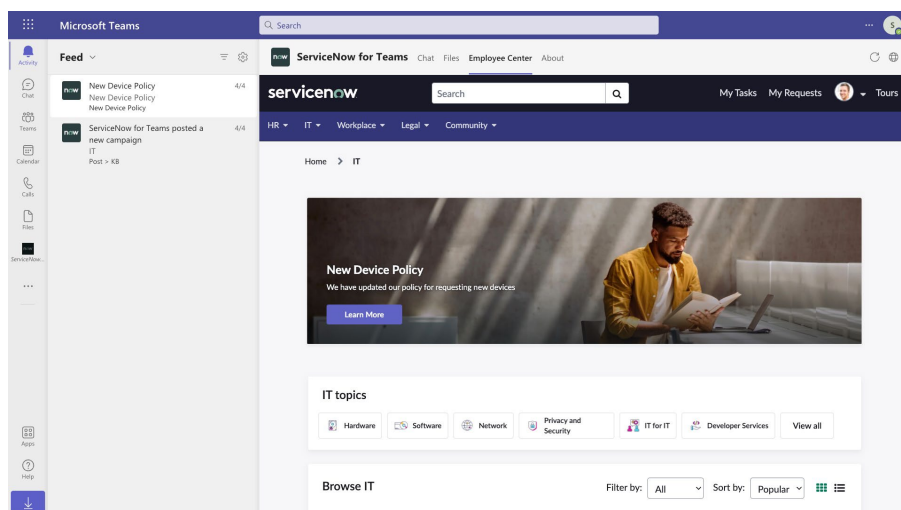 Microsoft Teams
Search
...
S
Activity
Chat
Teams
Calendar
Calls
Files
ServiceNow...
...
Apps
Help
Feed
now
New Device Policy
4/4
New Device Policy
New Device Policy
now
ServiceNow for Teams posted a
4/4
new campaign
IT
Post > KB
now
ServiceNow for Teams Chat Files Employee Center About
servicenow
Search
My Tasks My Requests Tours
HR IT Workplace Legal Community
Home > IT
New Device Policy
We have updated our policy for requesting new devices
Learn More
IT topics
Hardware
Software
Network
Privacy and
Security
IT for IT
Developer Services
View all
Browse IT
Filter by: All
Sort by: Popular